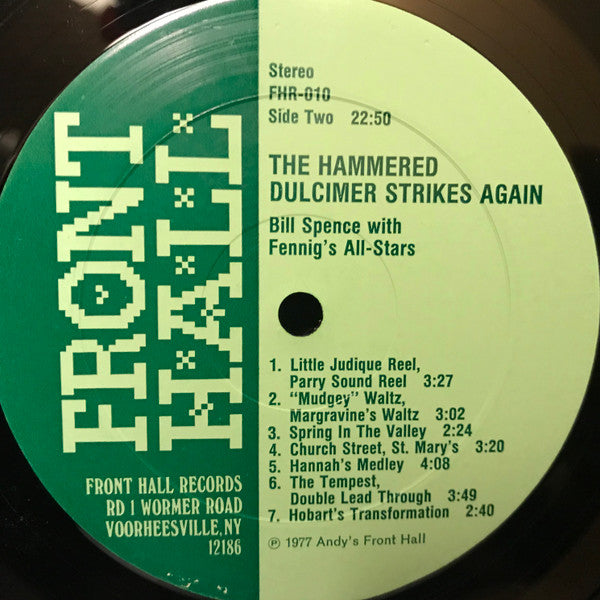 FRONT
HALL
FRONT HALL RECORDS
RD 1 WORMER ROAD
VOORHEESVILLE, NY
12186
Stereo
FHR-010
Side Two 22:50
THE HAMMERED
DULCIMER STRIKES AGAIN
Bill Spence with
Fennig's All-Stars
1. Little Judique Reel,
Parry Sound Reel 3:27
2. "Mudgey" Waltz,
Margravine's Waltz 3:02
3. Spring In The Valley 2:24
4. Church Street, St. Mary's 3:20
5. Hannah's Medley 4:08
6. The Tempest,
Double Lead Through 3:49
7. Hobart's Transformation 2:40
℗ 1977 Andy's Front Hall